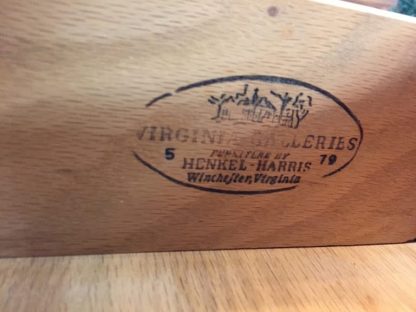 VIRGINIA GALLERIES
5 FURNITURE BY 79
HENKEL-HARRIS
Winchester, Virginia